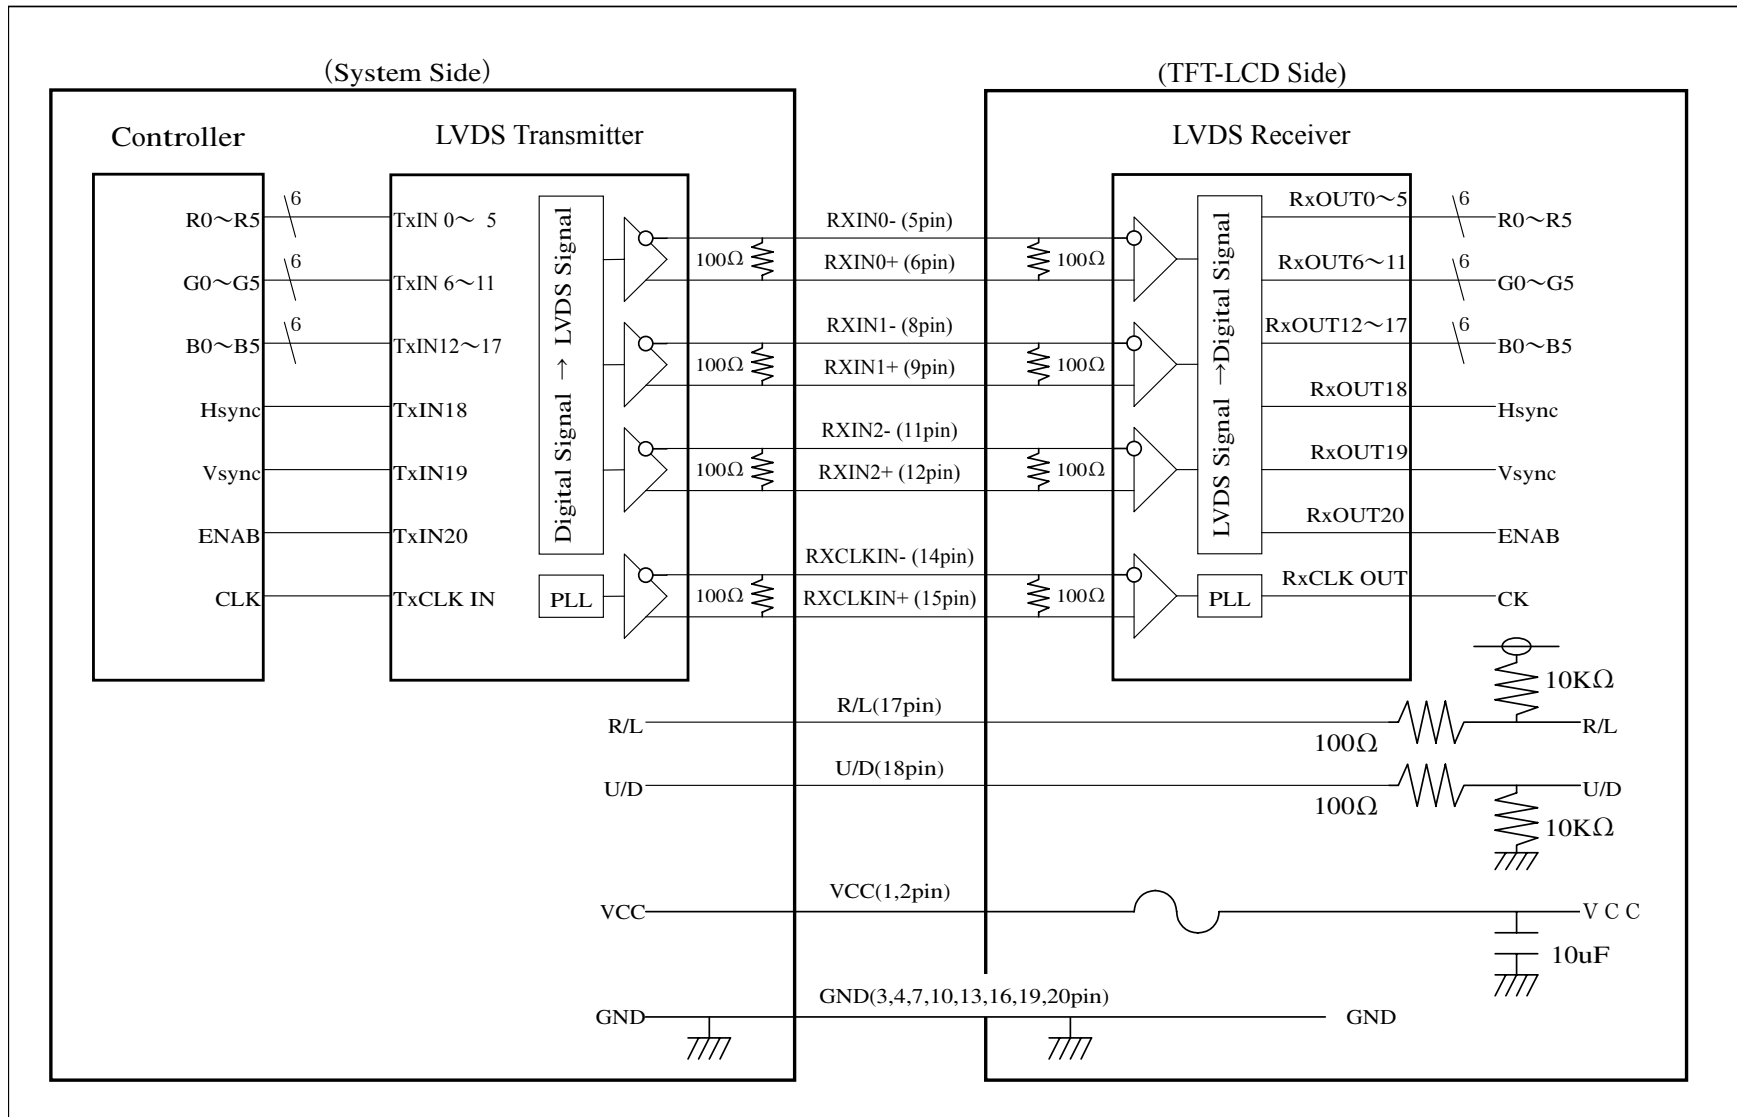 (System Side)
(TFT-LCD Side)
Controller
LVDS Transmitter
LVDS Receiver
R0～R5
6
TxIN 0～ 5
G0～G5
6
TxIN 6～11
B0～B5
6
TxIN12～17
Hsync
TxIN18
Vsync
TxIN19
ENAB
TxIN20
CLK
TxCLK IN
Digital Signal → LVDS Signal
PLL
100Ω
RXIN0- (5pin)
RXIN0+ (6pin)
100Ω
100Ω
RXIN1- (8pin)
RXIN1+ (9pin)
100Ω
100Ω
RXIN2- (11pin)
RXIN2+ (12pin)
100Ω
100Ω
RXCLKIN- (14pin)
RXCLKIN+ (15pin)
100Ω
LVDS Signal →Digital Signal
PLL
RxOUT0～5
6
R0～R5
RxOUT6～11
6
G0～G5
RxOUT12～17
6
B0～B5
RxOUT18
Hsync
RxOUT19
Vsync
RxOUT20
ENAB
RxCLK OUT
CK
10KΩ
R/L
R/L(17pin)
100Ω
R/L
U/D
U/D(18pin)
100Ω
U/D
10KΩ
VCC
VCC(1,2pin)
V C C
10uF
GND
GND(3,4,7,10,13,16,19,20pin)
GND